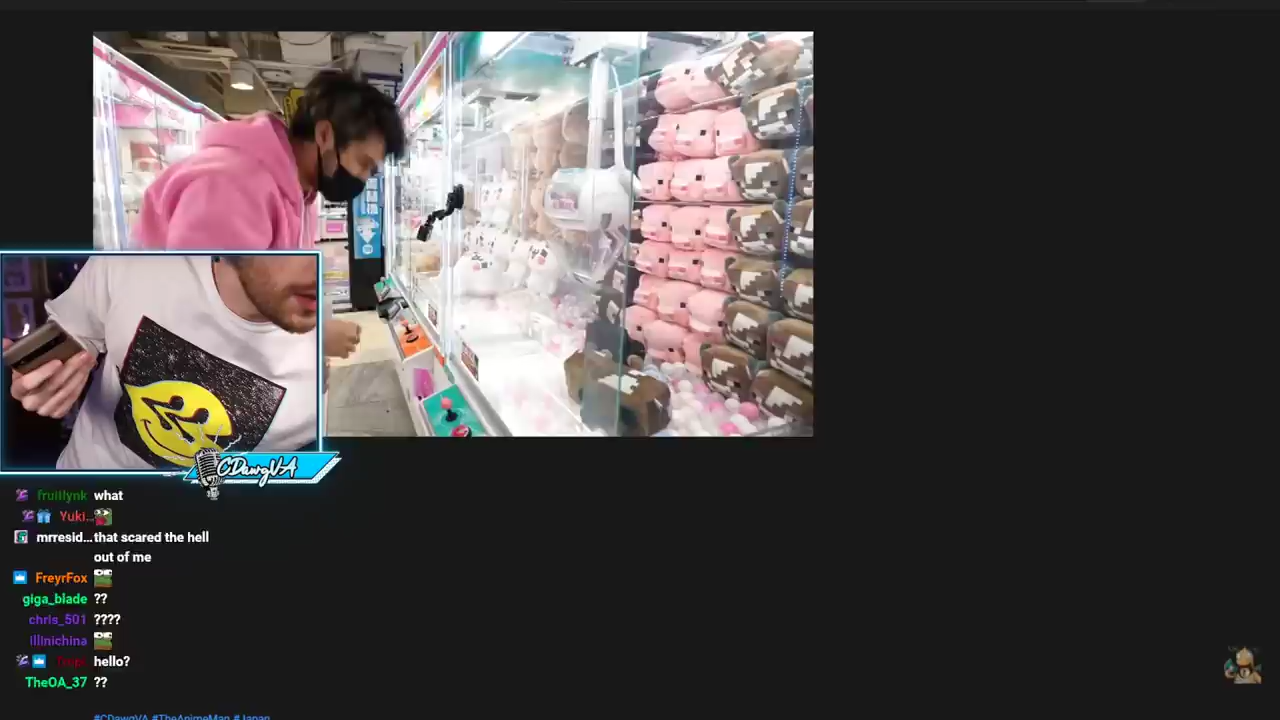 CDawgVA
fruitlynk what
Yuki...
mrresid... that scared the hell
out of me
FreyrFox
giga_blade ??
chris_501 ????
hello?
TheOA_37 ??
#CDawgVA #TheAnimeMan #Japan